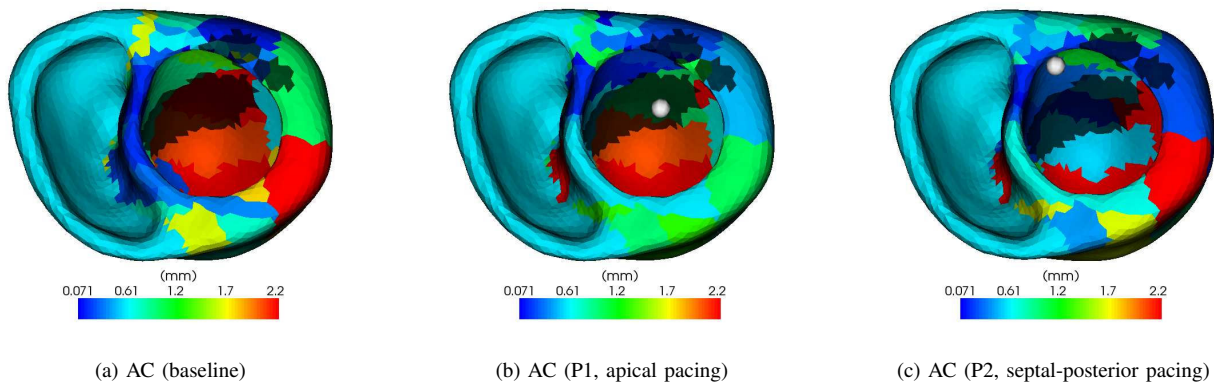 (mm)
0.071 0.61 1.2 1.7 2.2
(mm)
0.071 0.61 1.2 1.7 2.2
(mm)
0.071 0.61 1.2 1.7 2.2
(a) AC (baseline)
(b) AC (P1, apical pacing)
(c) AC (P2, septal-posterior pacing)